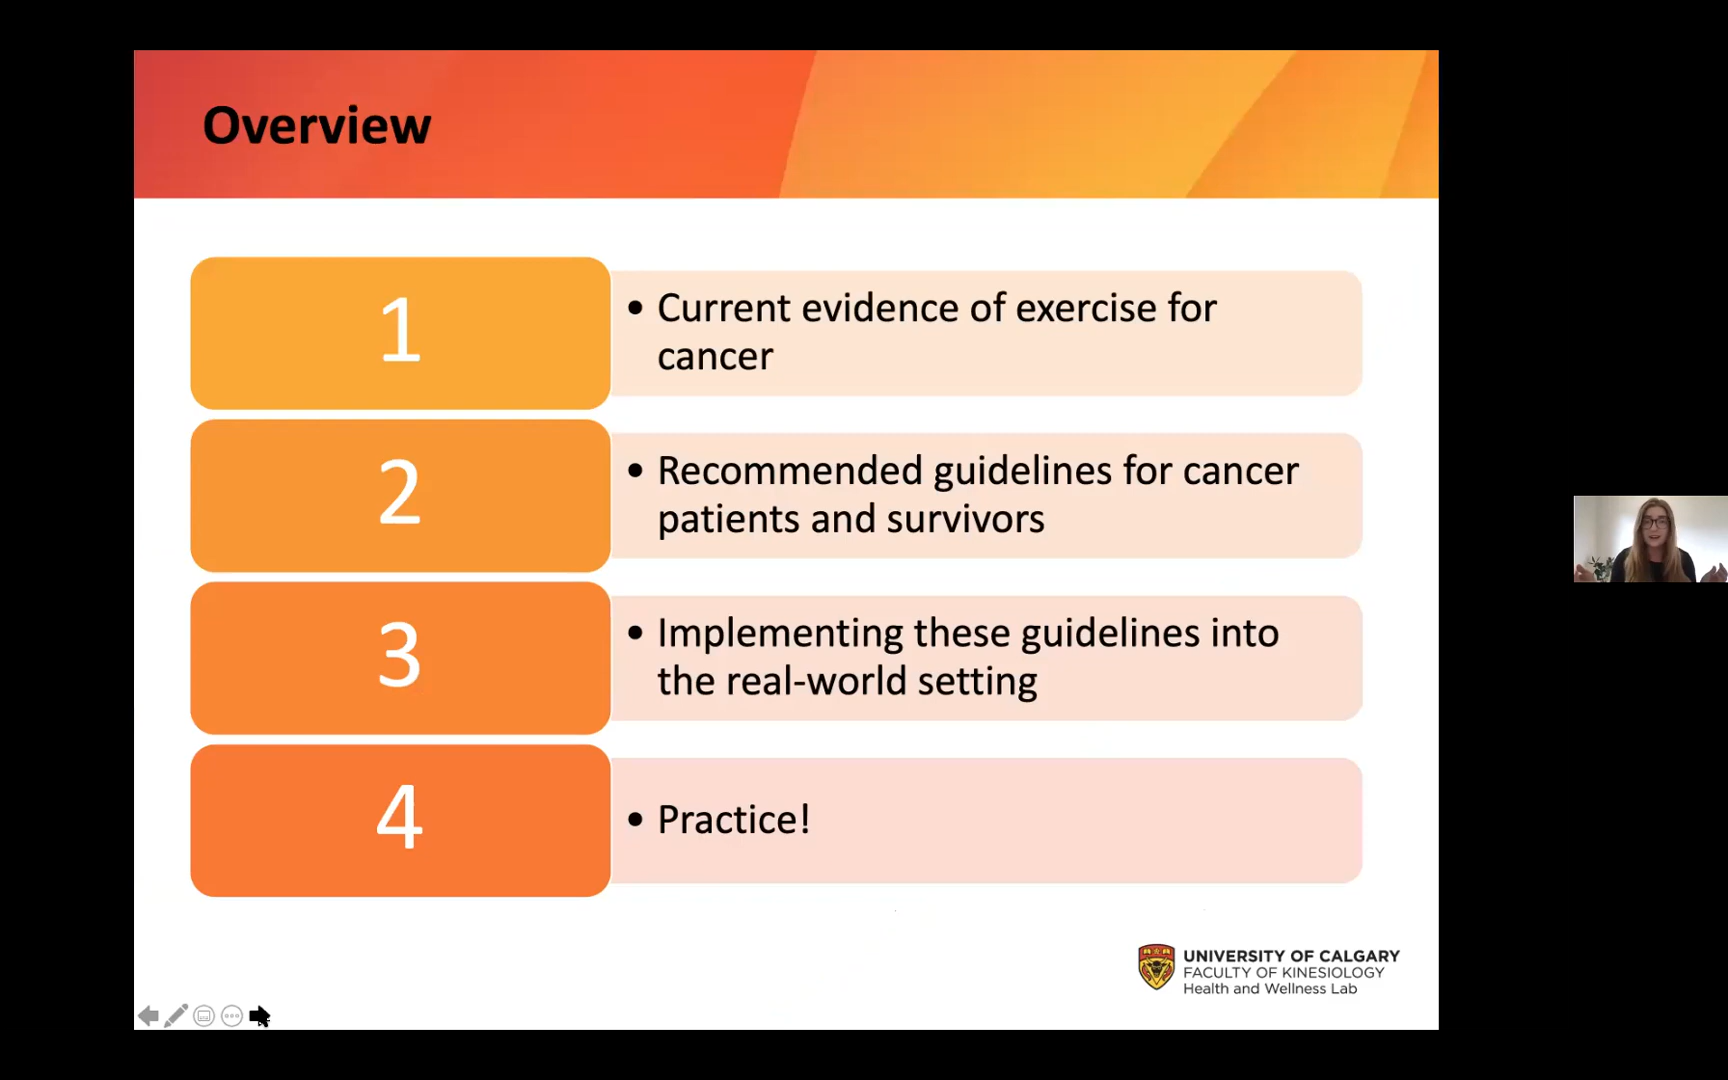 Overview
1
• Current evidence of exercise for
cancer
2
• Recommended guidelines for cancer
patients and survivors
3
• Implementing these guidelines into
the real-world setting
4
• Practice!
UNIVERSITY OF CALGARY
FACULTY OF KINESIOLOGY
Health and Wellness Lab